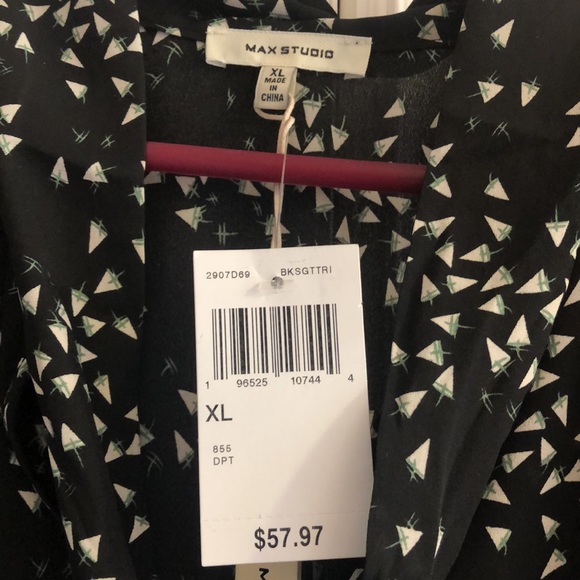 MAX STUDIO
XL
MADE
IN
CHINA
2907D69 BKSGTTRI
1 96525 10744 4
XL
855
DPT
$57.97